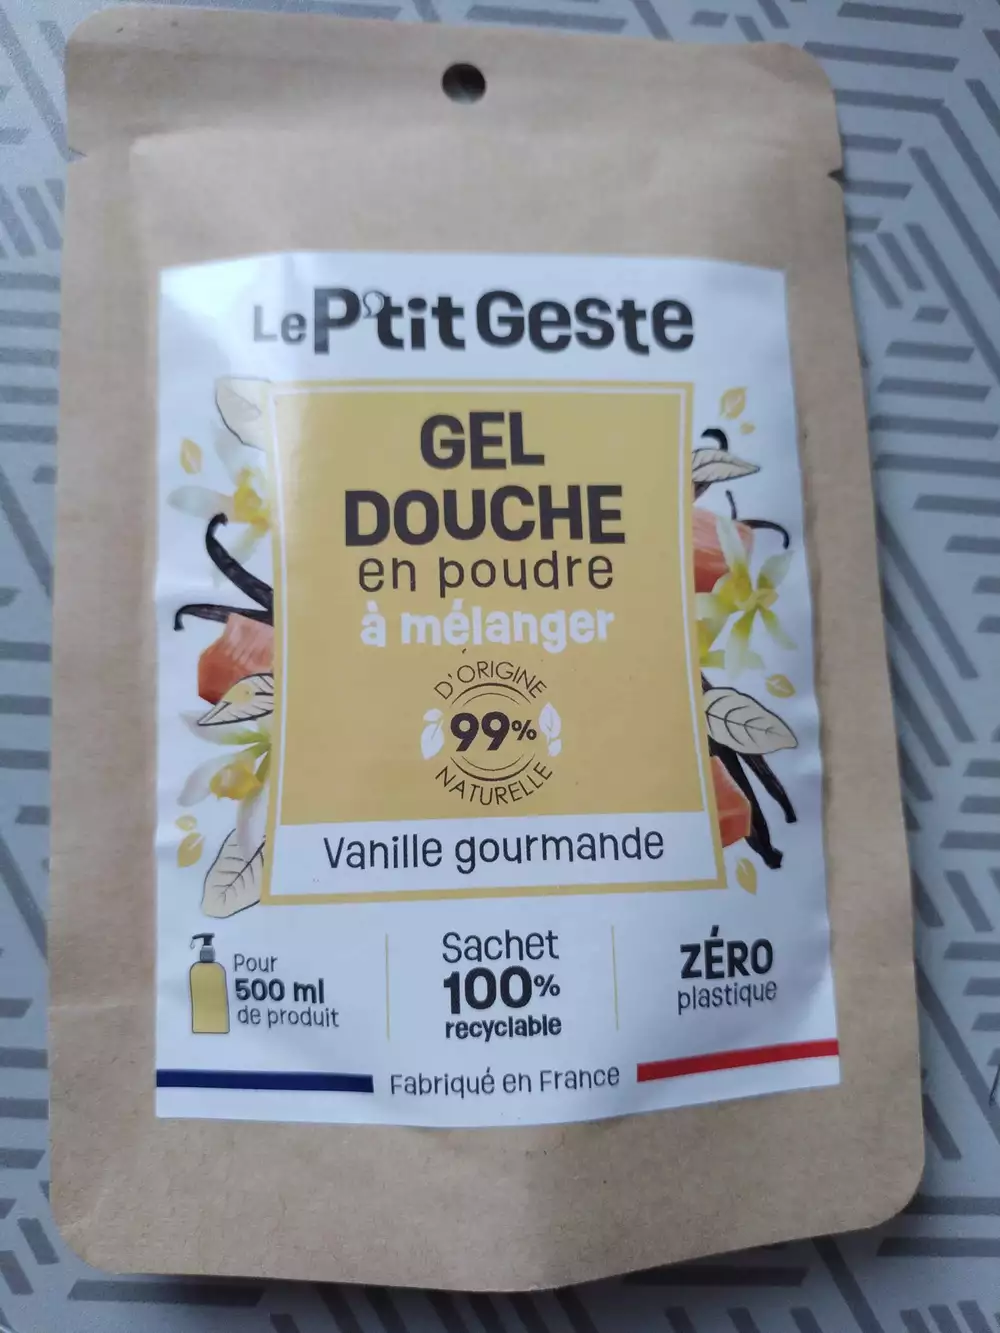 Le P'tit Geste
GEL
DOUCHE
en poudre
à mélanger
D'ORIGINE
99%
NATURELLE
Vanille gourmande
Pour
500 ml
de produit
Sachet
100%
recyclable
ZÉRO
plastique
Fabriqué en France